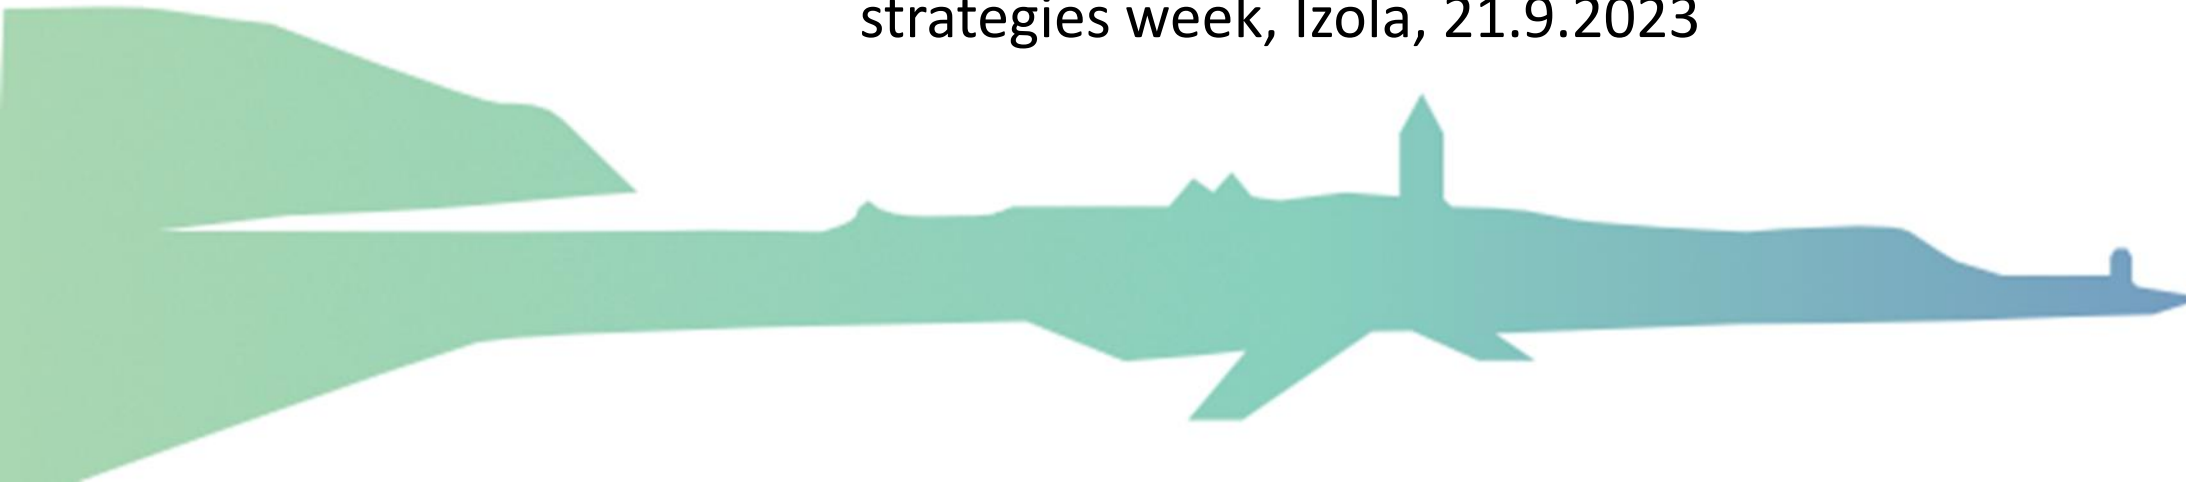 strategies week, Izola, 21.9.2023